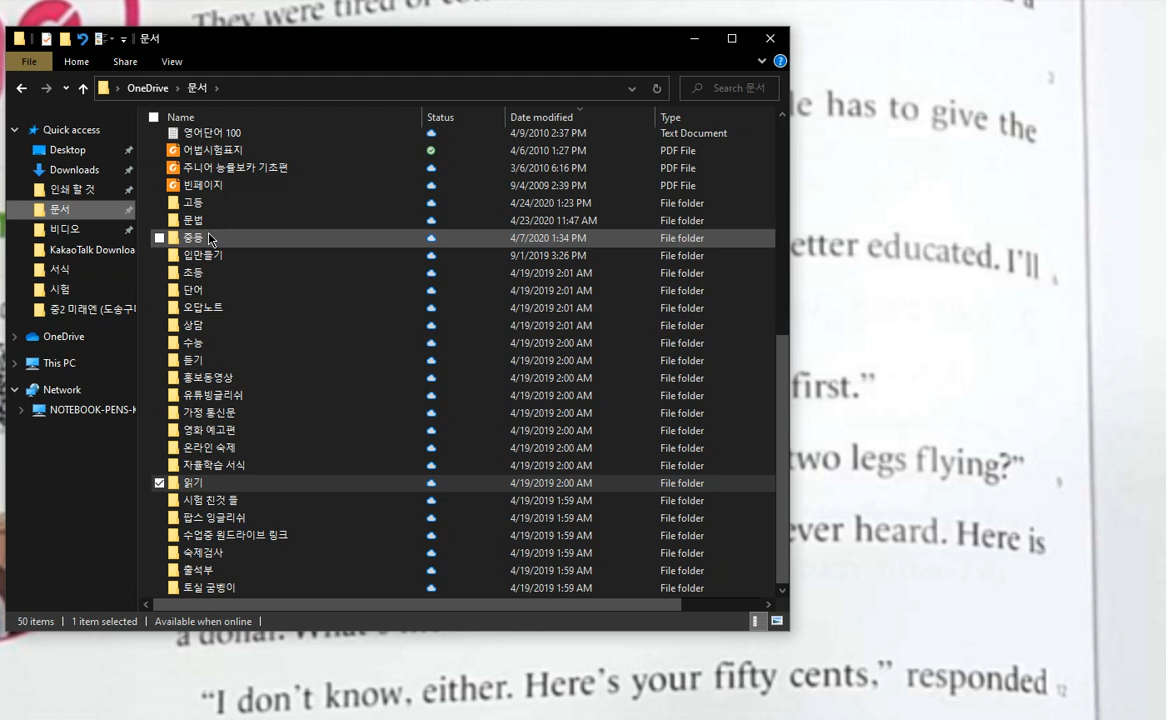 They were tired of
문서
File Home Share View
OneDrive › 문서 ›
Search 문서
Name Status Date modified Type
영어단어 100 4/9/2010 2:37 PM Text Document
어법시험표지 4/6/2010 1:27 PM PDF File
주니어 능률보카 기초편 3/6/2010 6:16 PM PDF File
빈페이지 9/4/2009 2:39 PM PDF File
고등 4/24/2020 1:23 PM File folder
문법 4/23/2020 11:47 AM File folder
중등 4/7/2020 1:34 PM File folder
입만들기 9/1/2019 3:26 PM File folder
초등 4/19/2019 2:01 AM File folder
단어 4/19/2019 2:01 AM File folder
오답노트 4/19/2019 2:01 AM File folder
상담 4/19/2019 2:01 AM File folder
수능 4/19/2019 2:00 AM File folder
듣기 4/19/2019 2:00 AM File folder
홍보동영상 4/19/2019 2:00 AM File folder
유튜빙글리쉬 4/19/2019 2:00 AM File folder
가정 통신문 4/19/2019 2:00 AM File folder
영화 예고편 4/19/2019 2:00 AM File folder
온라인 숙제 4/19/2019 2:00 AM File folder
자율학습 서식 4/19/2019 2:00 AM File folder
읽기 4/19/2019 2:00 AM File folder
시험 친것 들 4/19/2019 1:59 AM File folder
팝스 잉글리쉬 4/19/2019 1:59 AM File folder
수업중 원드라이브 링크 4/19/2019 1:59 AM File folder
숙제검사 4/19/2019 1:59 AM File folder
출석부 4/19/2019 1:59 AM File folder
토실 굼벵이 4/19/2019 1:59 AM File folder
Quick access
Desktop
Downloads
인쇄 할 것
문서
비디오
KakaoTalk Downloa
서식
시험
중2 미래엔 (도송구
OneDrive
This PC
Network
NOTEBOOK-PENS-K
50 items 1 item selected Available when online
le has to give the
3
etter educated. I'll
6
first."
two legs flying?"
9
ever heard. Here is
a dollar. What's
"I don't know, either. Here's your fifty cents," responded
12